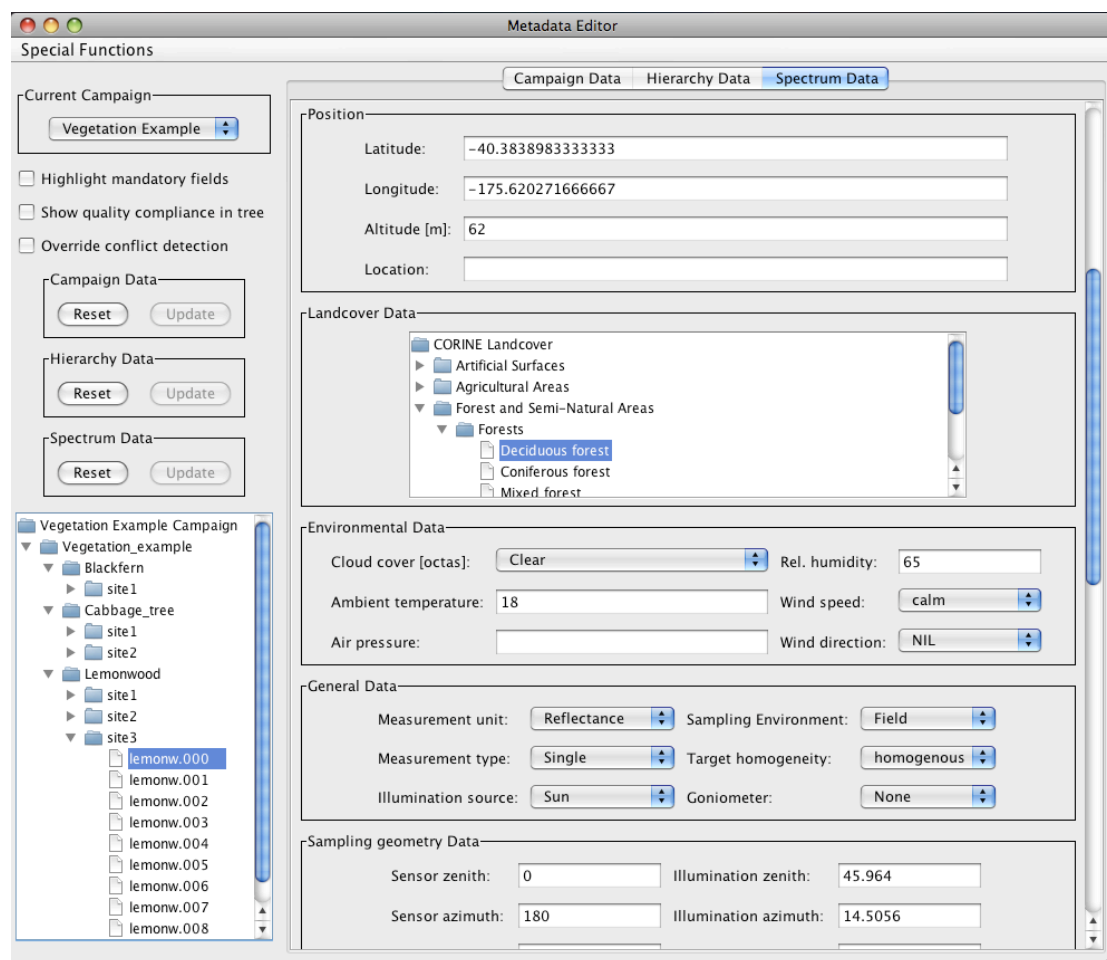 Metadata Editor
Special Functions
Current Campaign
Vegetation Example
Highlight mandatory fields
Show quality compliance in tree
Override conflict detection
Campaign Data
Reset Update
Hierarchy Data
Reset Update
Spectrum Data
Reset Update
Vegetation Example Campaign
Vegetation_example
Blackfern
site1
Cabbage_tree
site1
site2
Lemonwood
site1
site2
site3
lemonw.000
lemonw.001
lemonw.002
lemonw.003
lemonw.004
lemonw.005
lemonw.006
lemonw.007
lemonw.008
Campaign Data Hierarchy Data Spectrum Data
Position
Latitude: -40.3838983333333
Longitude: -175.620271666667
Altitude [m]: 62
Location:
Landcover Data
CORINE Landcover
Artificial Surfaces
Agricultural Areas
Forest and Semi-Natural Areas
Forests
Deciduous forest
Coniferous forest
Mixed forest
Environmental Data
Cloud cover [octas]: Clear Rel. humidity: 65
Ambient temperature: 18 Wind speed: calm
Air pressure: Wind direction: NIL
General Data
Measurement unit: Reflectance Sampling Environment: Field
Measurement type: Single Target homogeneity: homogenous
Illumination source: Sun Goniometer: None
Sampling geometry Data
Sensor zenith: 0 Illumination zenith: 45.964
Sensor azimuth: 180 Illumination azimuth: 14.5056